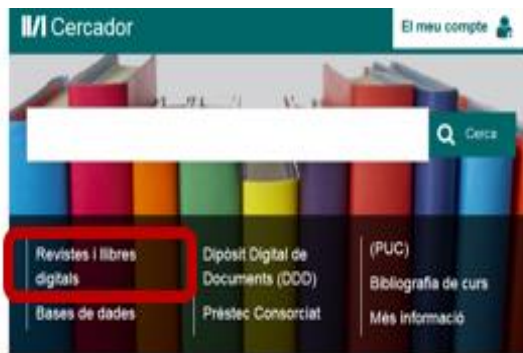 Cercador
El meu compte
Cerca
Revistes i llibres
digitals
Bases de dades
Dipòsit Digital de
Documents (DDD)
Préstec Consorciat
(PUC)
Bibliografia de curs
Més informació